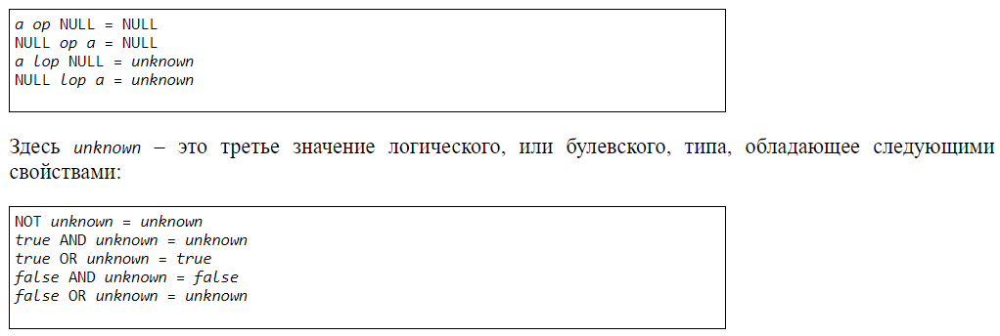 a op NULL = NULL
NULL op a = NULL
a lop NULL = unknown
NULL lop a = unknown
Здесь unknown – это третье значение логического, или булевского, типа, обладающее следующими
свойствами:
NOT unknown = unknown
true AND unknown = unknown
true OR unknown = true
false AND unknown = false
false OR unknown = unknown